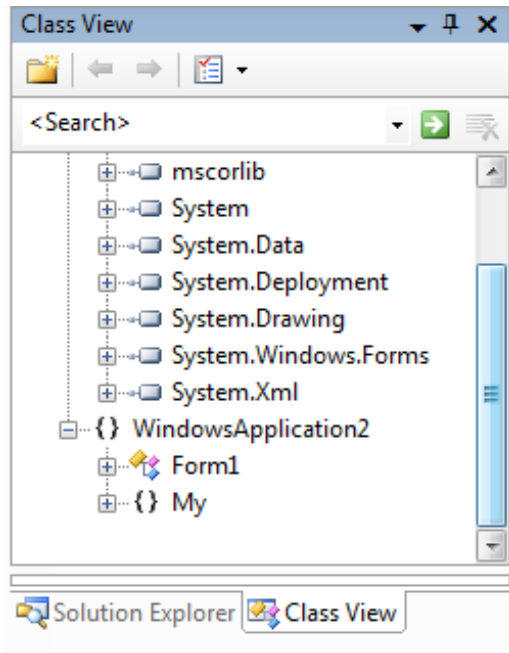 Class View
<Search>
mscorlib
System
System.Data
System.Deployment
System.Drawing
System.Windows.Forms
System.Xml
{} WindowsApplication2
Form1
{} My
Solution Explorer Class View